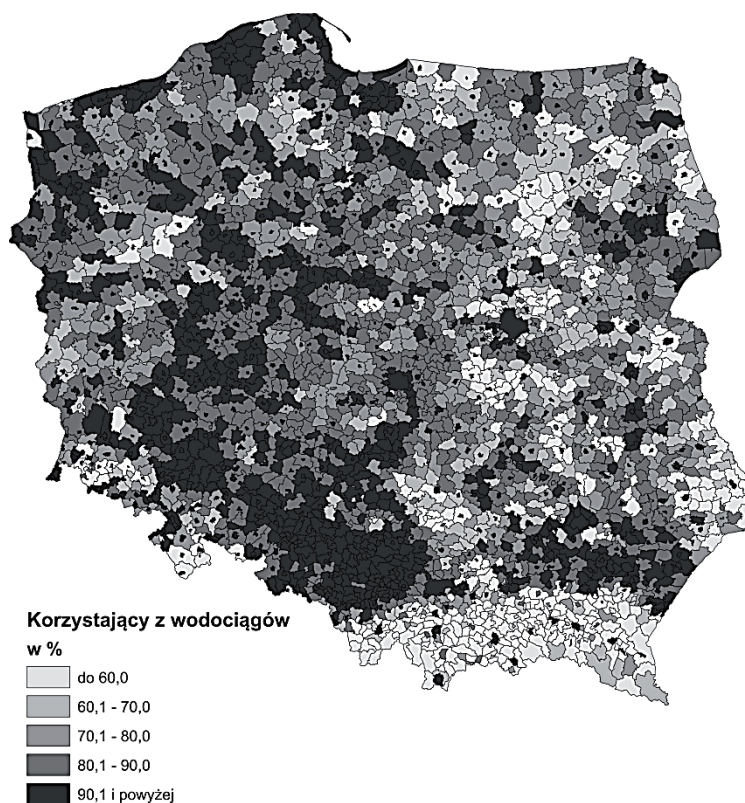 Korzystający z wodociągów
w %
do 60,0
60,1 - 70,0
70,1 - 80,0
80,1 - 90,0
90,1 i powyżej